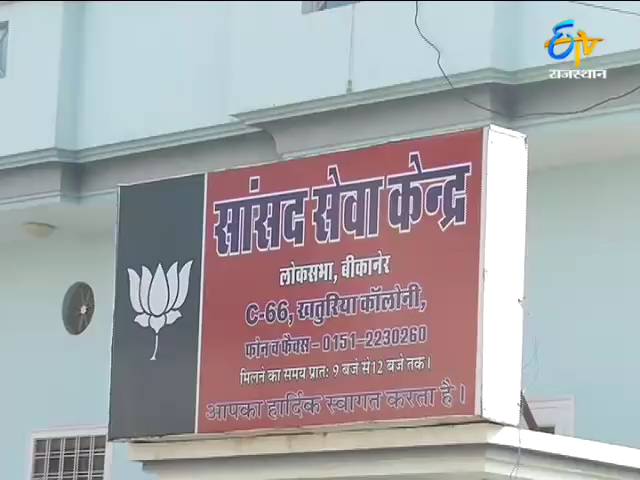 ETV
राजस्थान
सांसद सेवा केन्द्र
लोकसभा, बीकानेर
C-66, खतुरिया कॉलोनी,
फोन व फैक्स - 0151-2230260
मिलने का समय प्रात: 9 बजे से 12 बजे तक।
आपका हार्दिक स्वागत करता है।